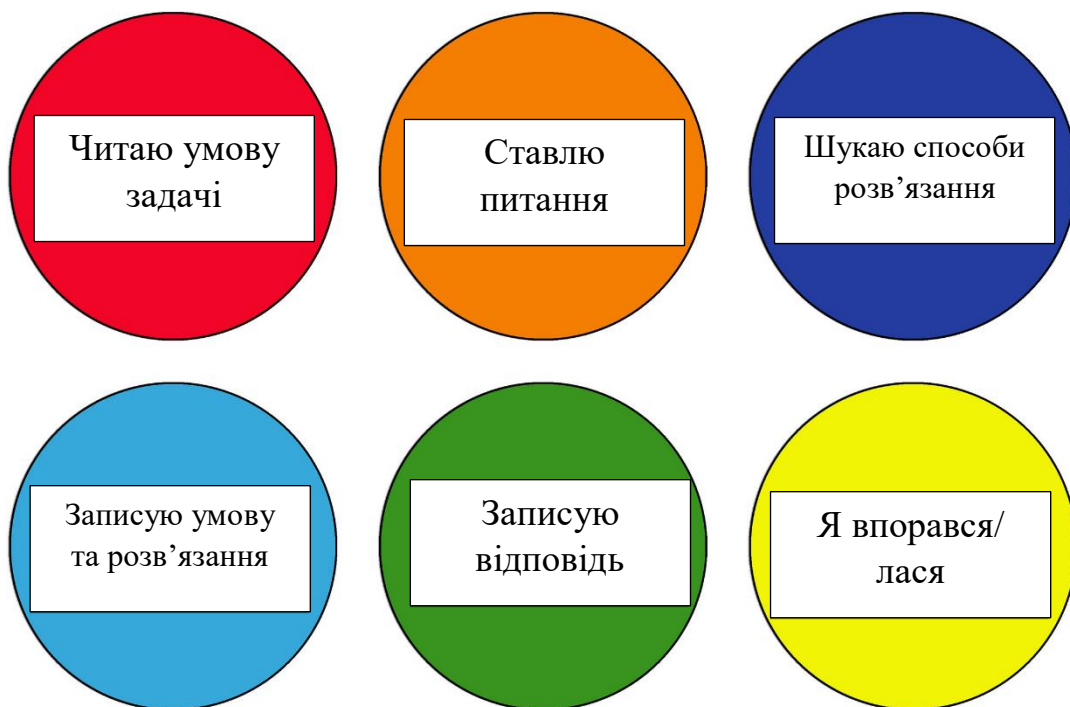 Читаю умову
задачі
Ставлю
питання
Шукаю способи
розв’язання
Записую умову
та розв’язання
Записую
відповідь
Я впорався/
лася